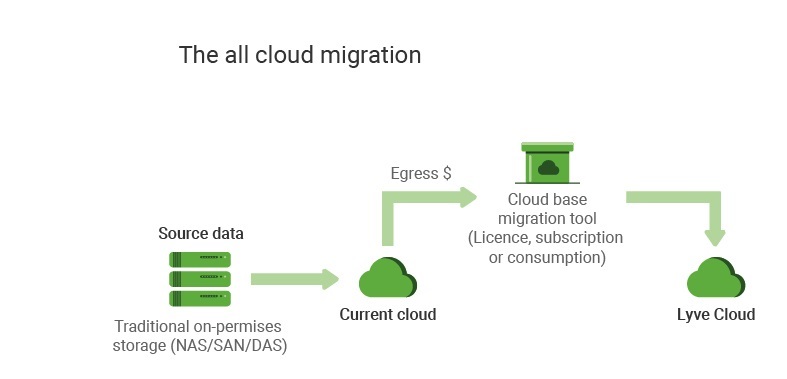 The all cloud migration
Egress $
Cloud base
migration tool
(Licence, subscription
or consumption)
Source data
Traditional on-permises
storage (NAS/SAN/DAS)
Current cloud
Lyve Cloud